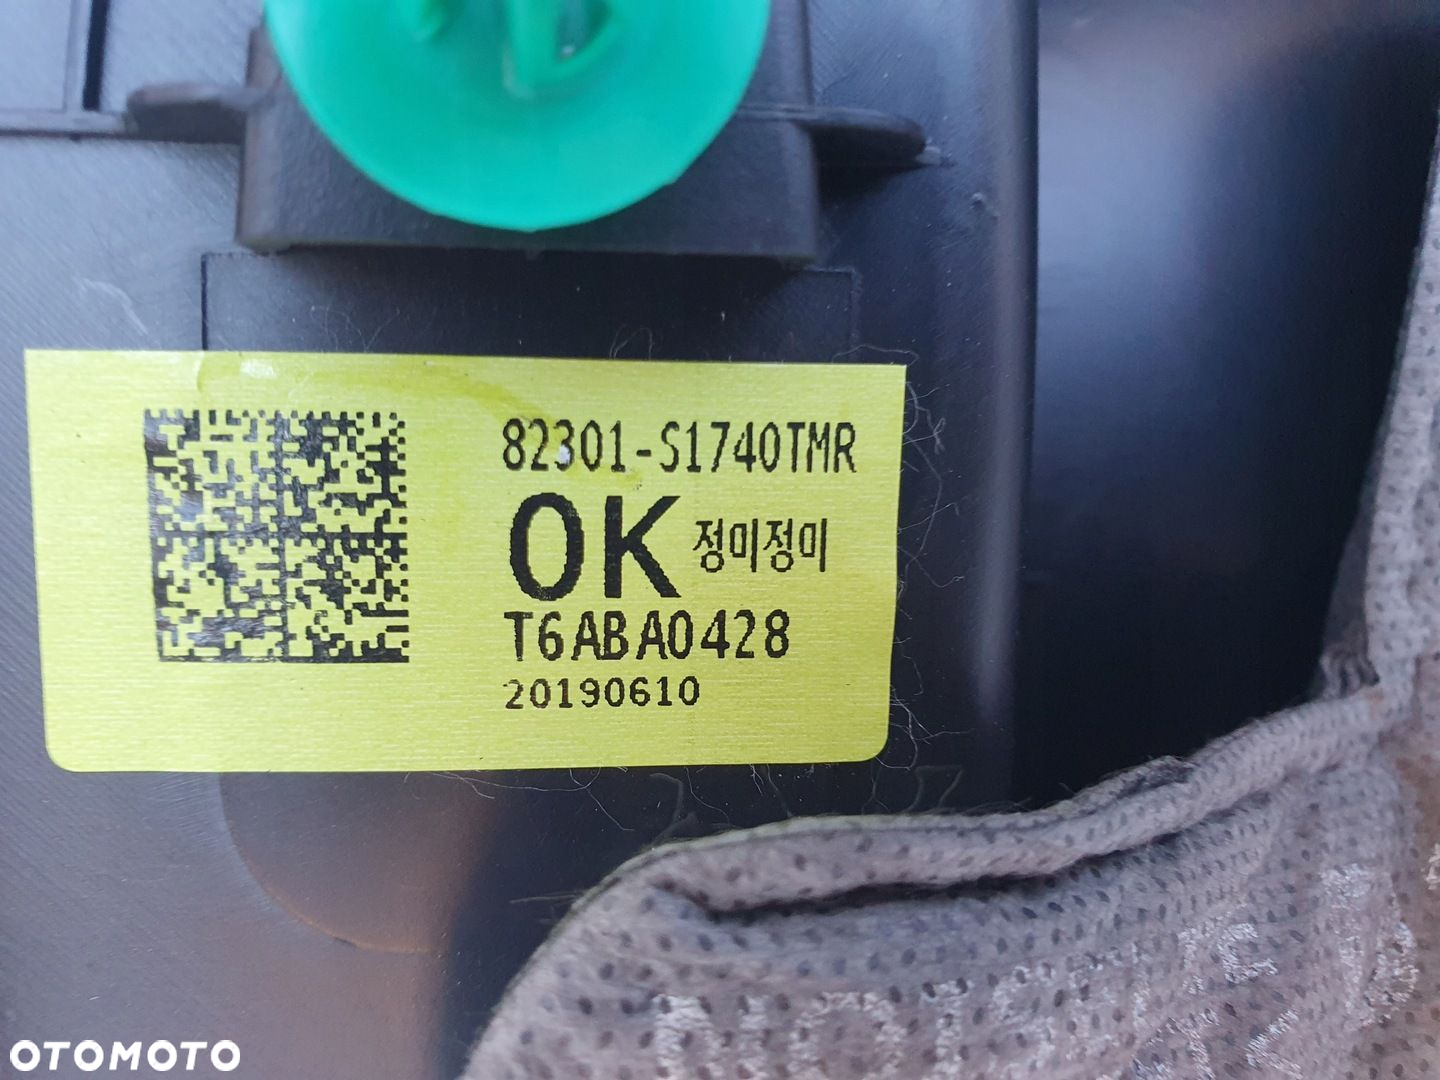 82301-S1740TMR
OK 정미정미
T6ABA0428
20190610
OTOMOTO